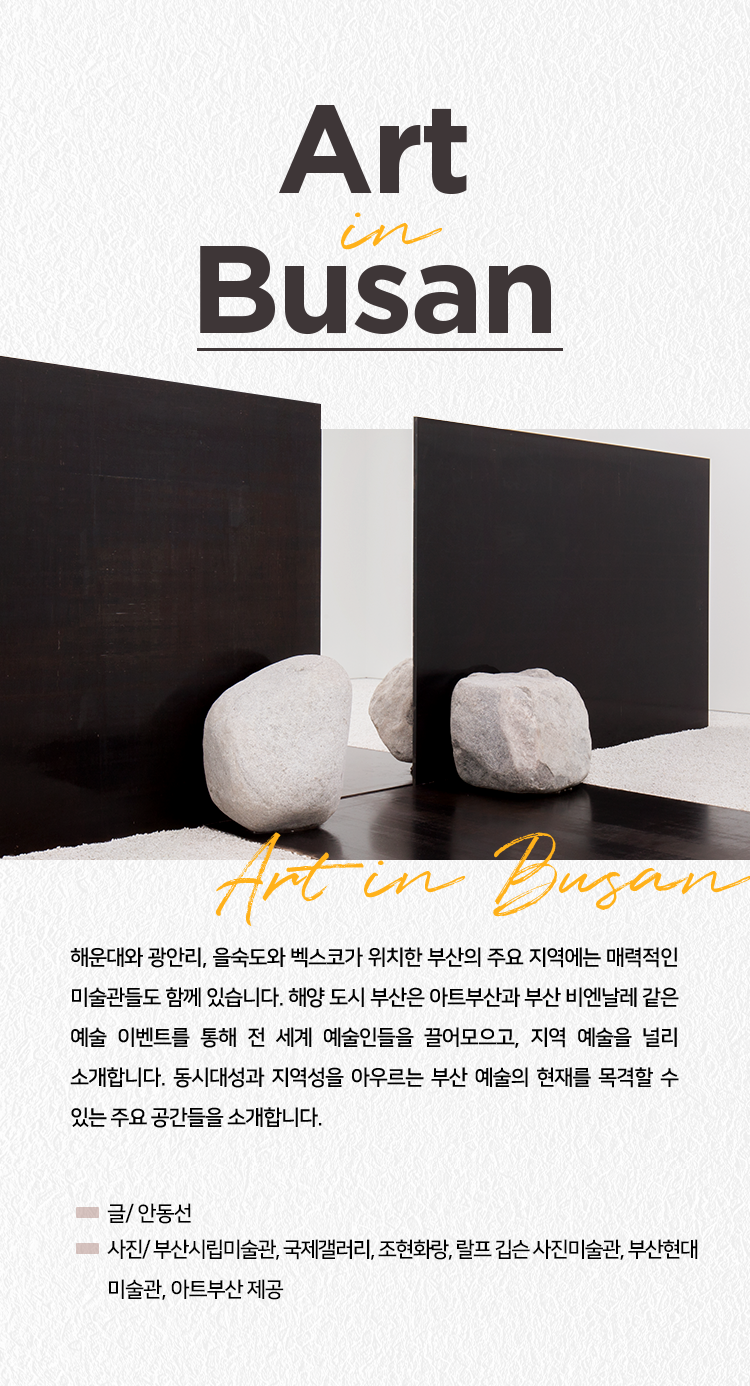 Art
in
Busan
Art in Busan
해운대와 광안리, 을숙도와 벡스코가 위치한 부산의 주요 지역에는 매력적인
미술관들도 함께 있습니다. 해양 도시 부산은 아트부산과 부산 비엔날레 같은
예술 이벤트를 통해 전 세계 예술인들을 끌어모으고, 지역 예술을 널리
소개합니다. 동시대성과 지역성을 아우르는 부산 예술의 현재를 목격할 수
있는 주요 공간들을 소개합니다.
글/ 안동선
사진/ 부산시립미술관, 국제갤러리, 조현화랑, 랄프 깁슨 사진미술관, 부산현대
미술관, 아트부산 제공